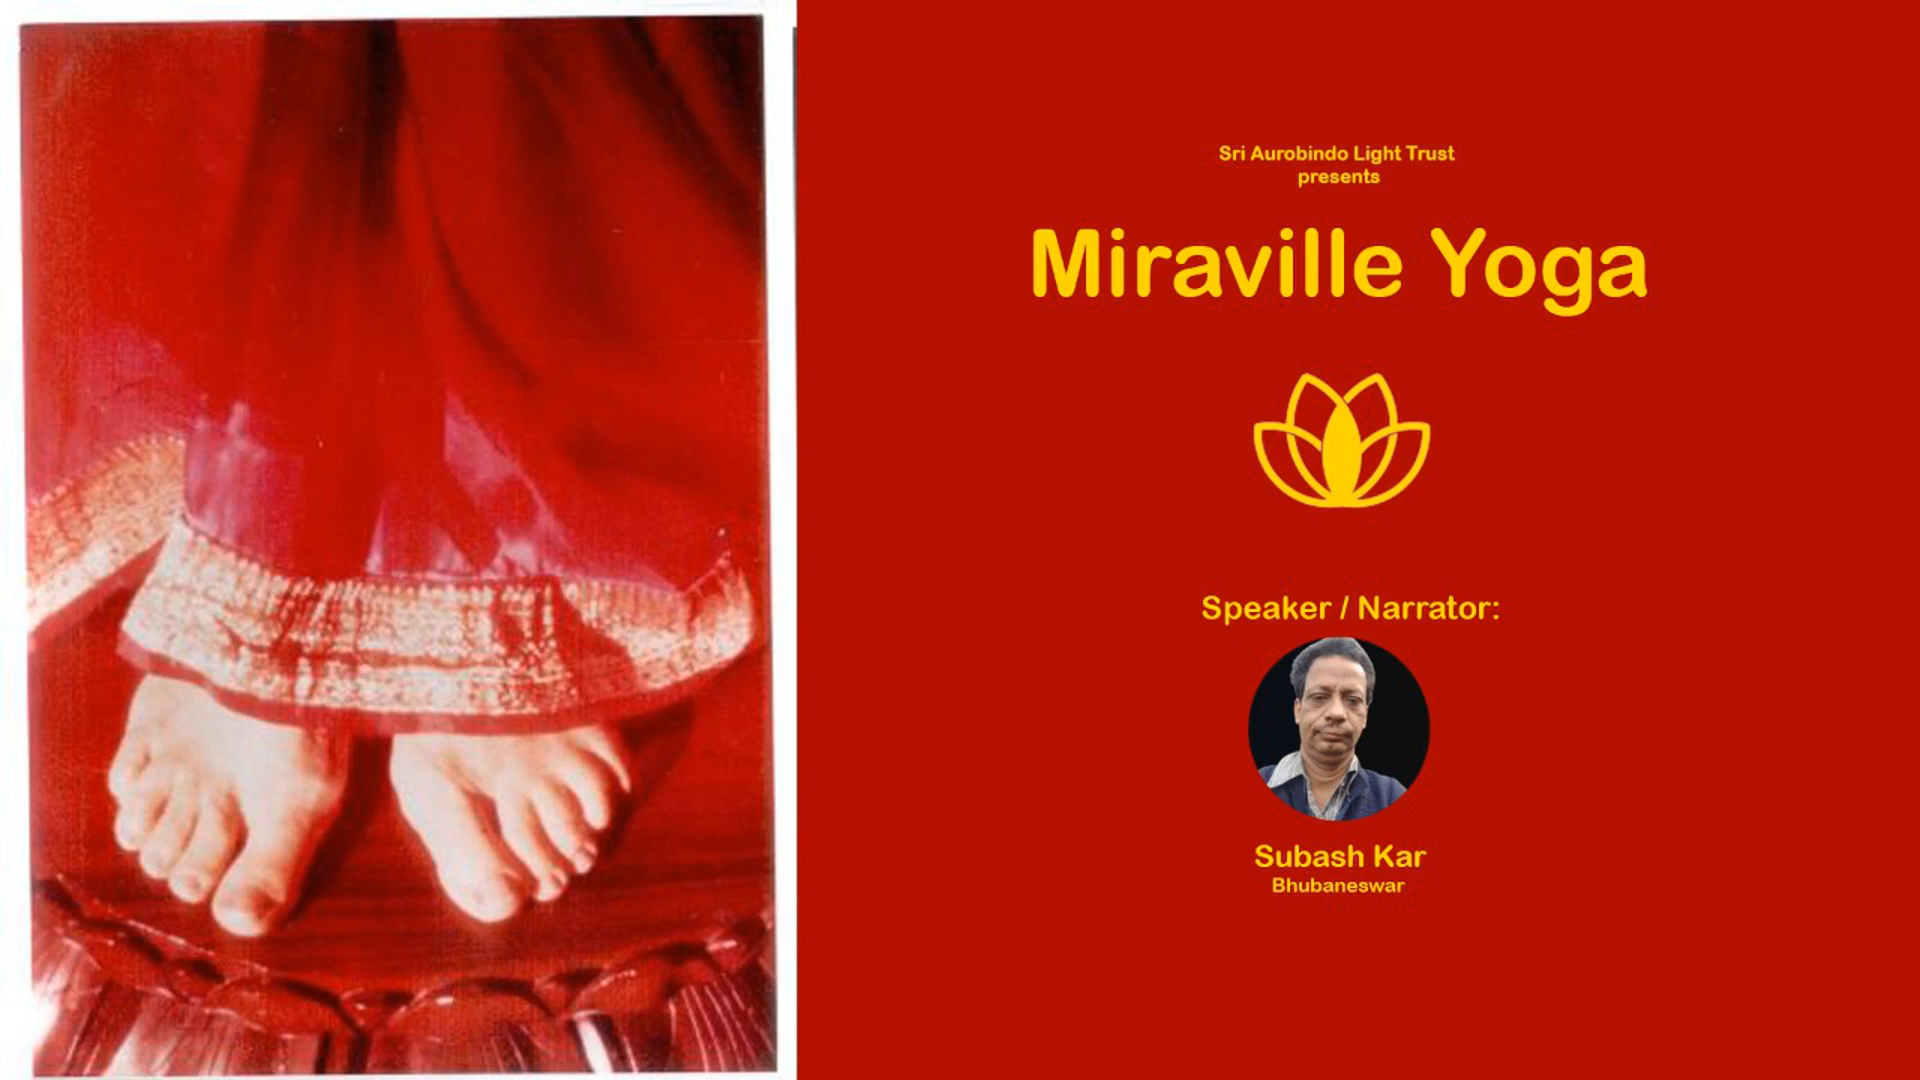 Sri Aurobindo Light Trust
presents
Miraville Yoga
Speaker / Narrator:
Subash Kar
Bhubaneswar